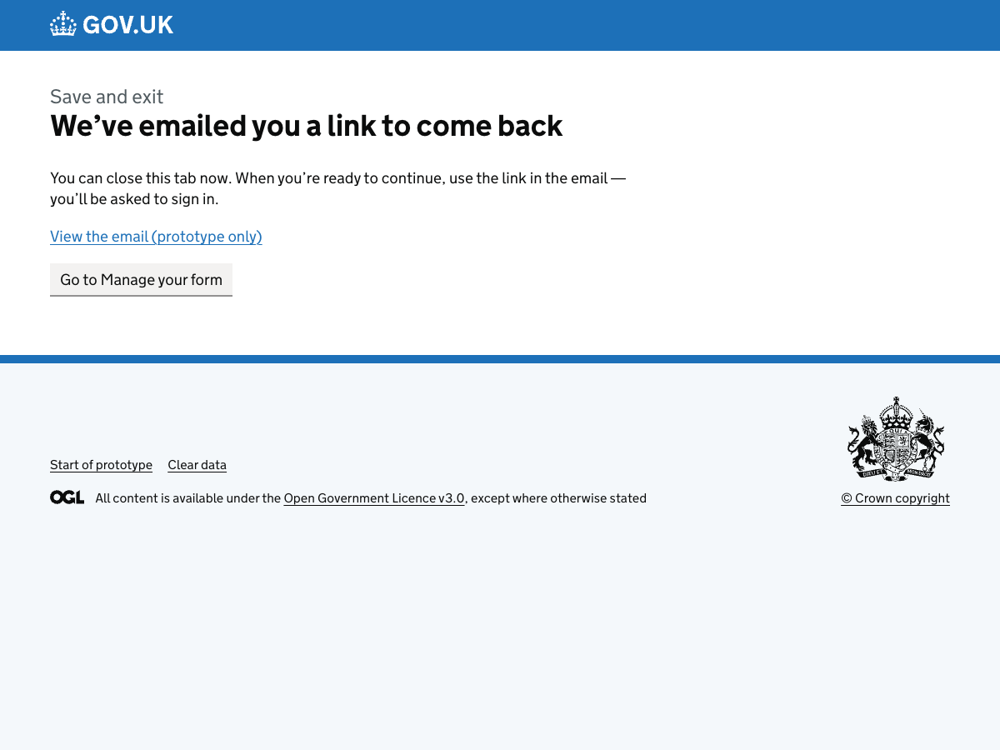 GOV.UK
Save and exit
We’ve emailed you a link to come back
You can close this tab now. When you’re ready to continue, use the link in the email —
you’ll be asked to sign in.
View the email (prototype only)
Go to Manage your form
Start of prototype Clear data
OGL All content is available under the Open Government Licence v3.0, except where otherwise stated
© Crown copyright